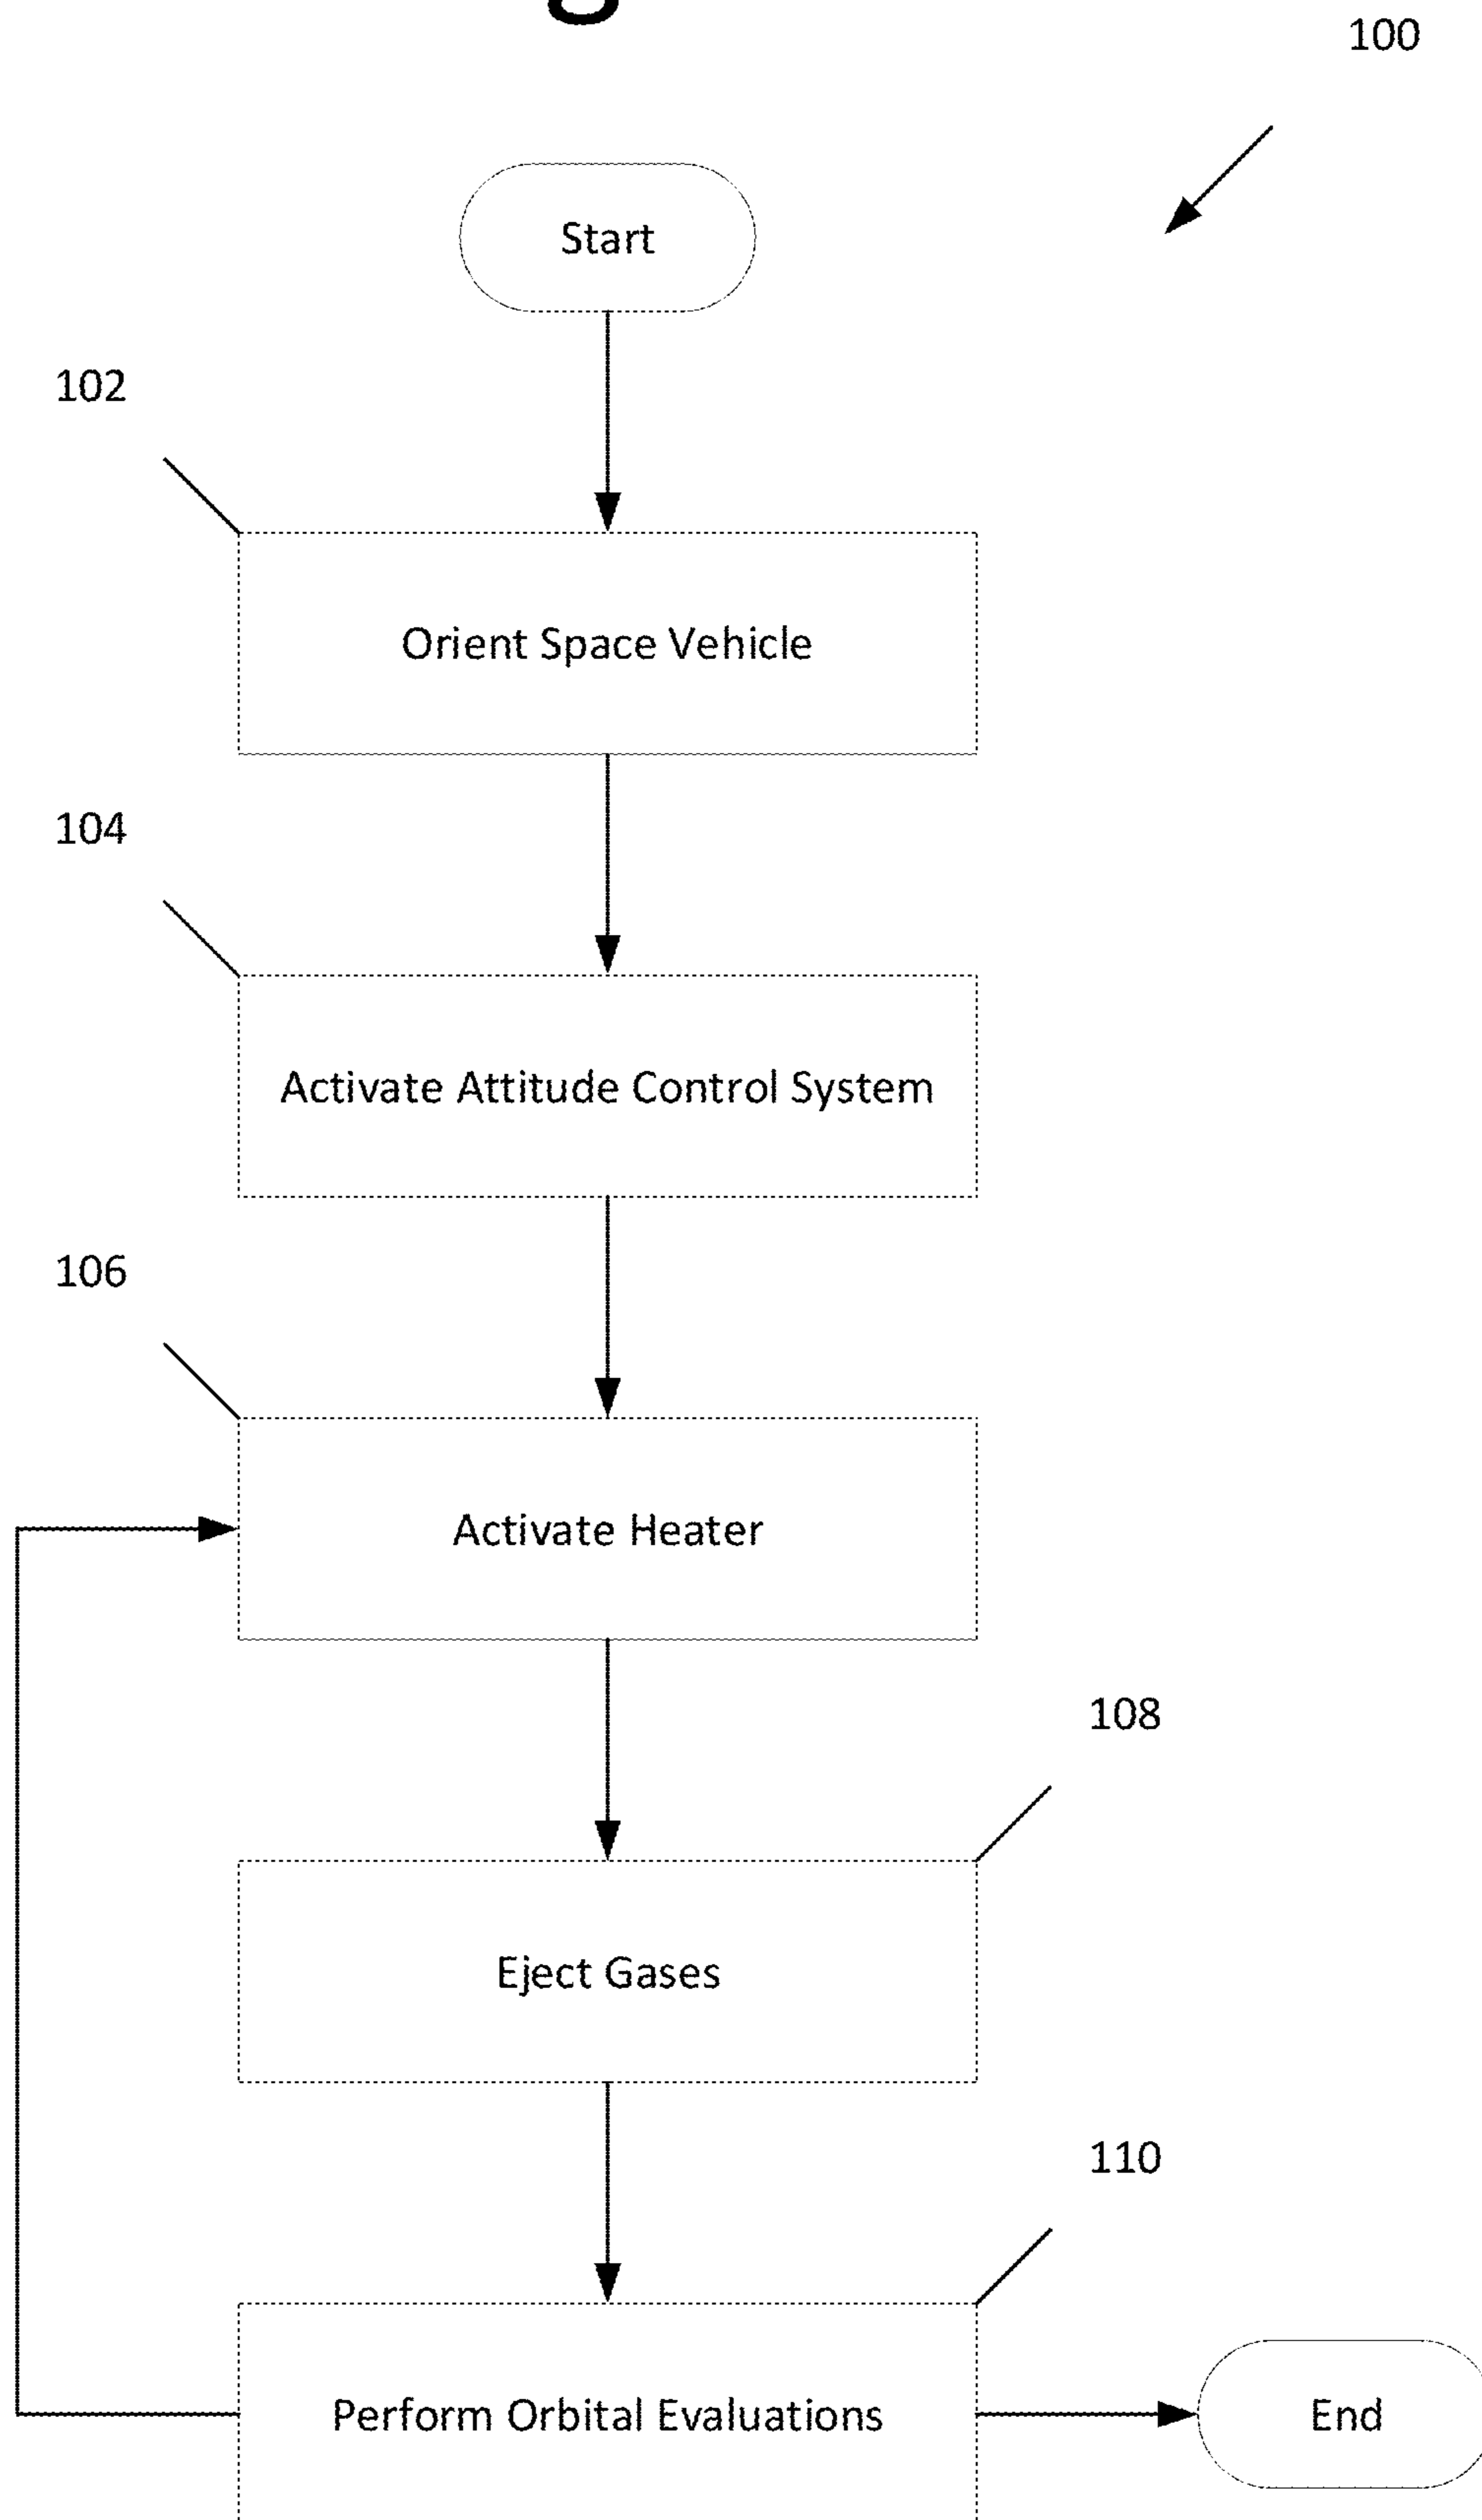 100
Start
102
Orient Space Vehicle
104
Activate Attitude Control System
106
Activate Heater
108
Eject Gases
110
Perform Orbital Evaluations
End